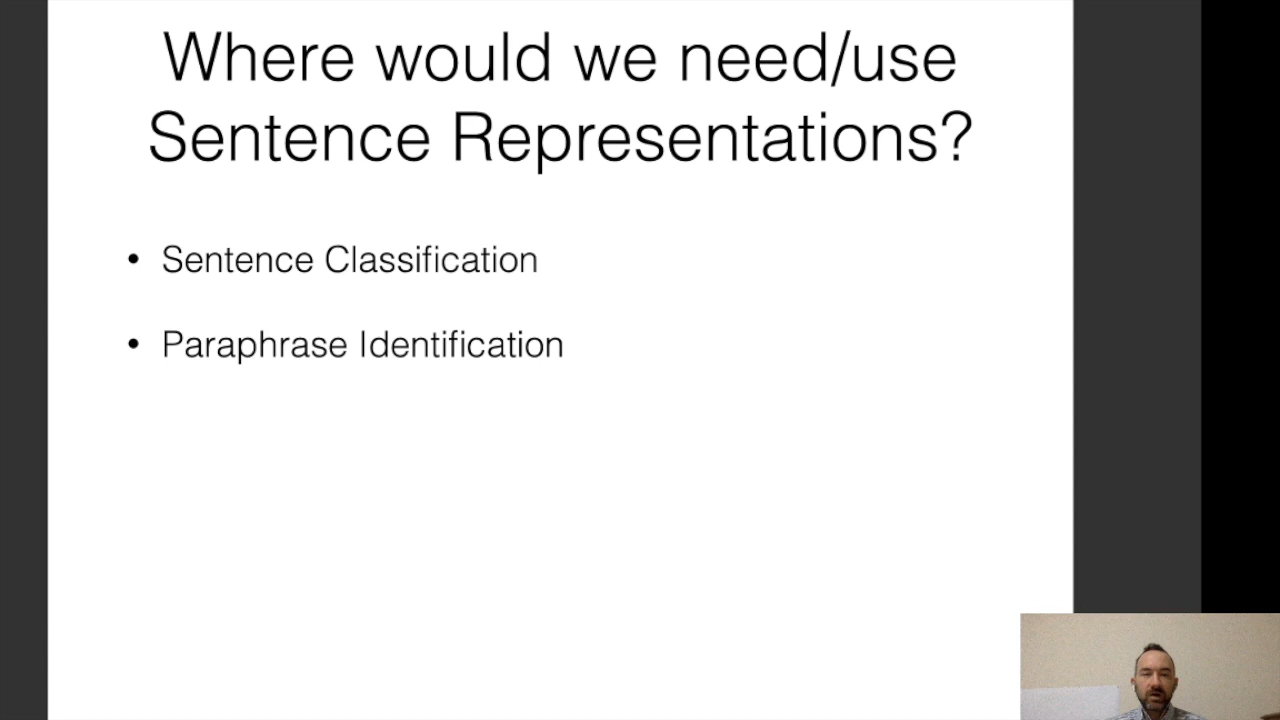 Where would we need/use
Sentence Representations?
• Sentence Classification
• Paraphrase Identification